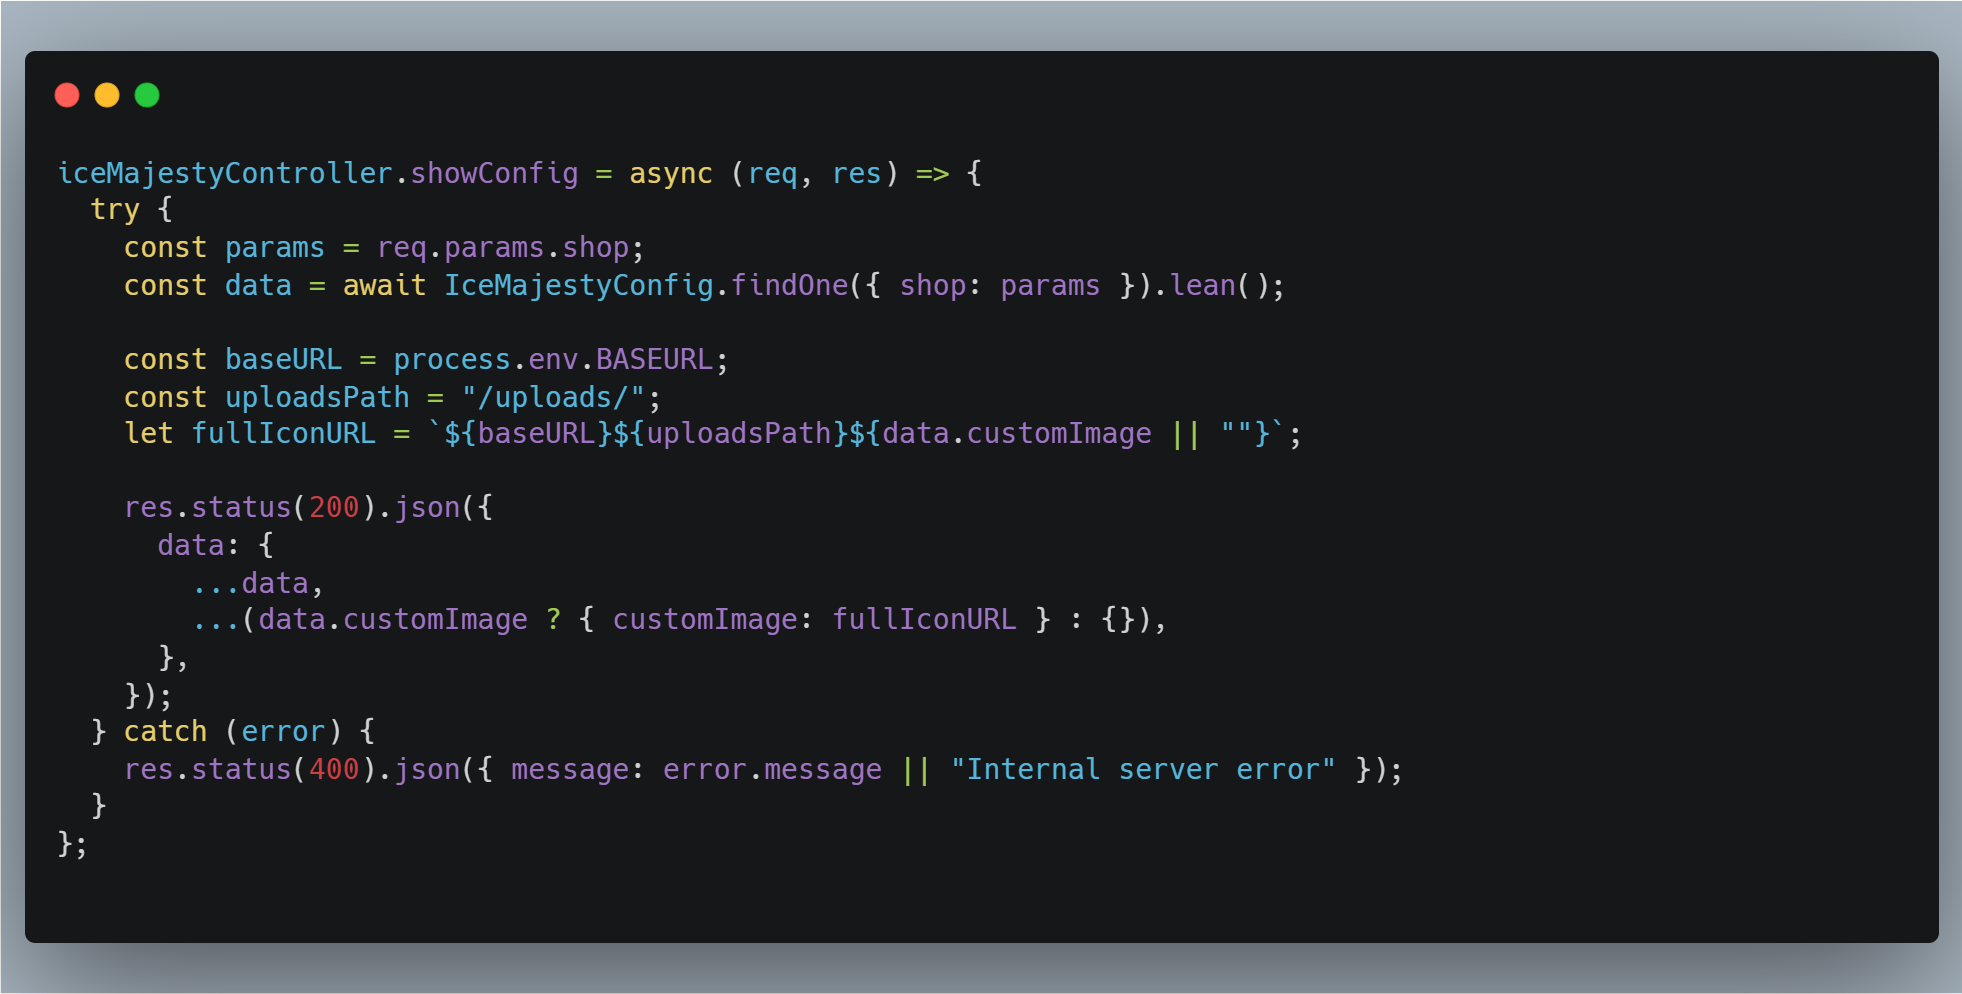 iceMajestyController.showConfig = async (req, res) => {
  try {
    const params = req.params.shop;
    const data = await IceMajestyConfig.findOne({ shop: params }).lean();

    const baseURL = process.env.BASEURL;
    const uploadsPath = "/uploads/";
    let fullIconURL = `${baseURL}${uploadsPath}${data.customImage || ""}`;

    res.status(200).json({
      data: {
        ...data,
        ...(data.customImage ? { customImage: fullIconURL } : {}),
      },
    });
  } catch (error) {
    res.status(400).json({ message: error.message || "Internal server error" });
  }
};